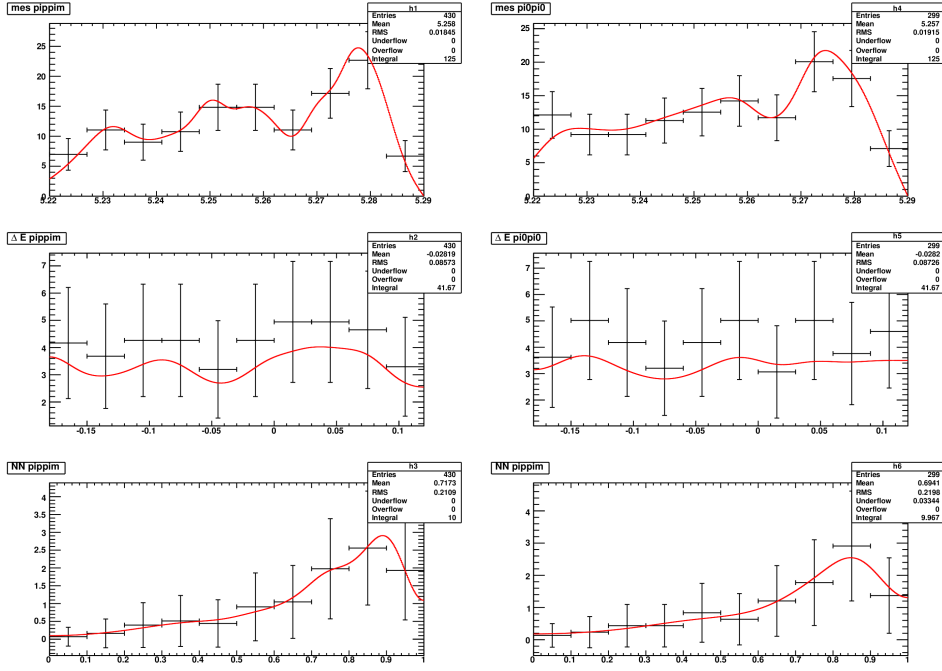 mes pippim
h1
Entries 430
Mean 5.258
RMS 0.01845
Underflow 0
Overflow 0
Integral 125
25
20
15
10
5
0
5.22 5.23 5.24 5.25 5.26 5.27 5.28 5.29
mes pi0pi0
h4
Entries 299
Mean 5.257
RMS 0.01915
Underflow 0
Overflow 0
Integral 125
25
20
15
10
5
0
5.22 5.23 5.24 5.25 5.26 5.27 5.28 5.29
Δ E pippim
h2
Entries 430
Mean -0.02819
RMS 0.08573
Underflow 0
Overflow 0
Integral 41.67
7
6
5
4
3
2
-0.15 -0.1 -0.05 0 0.05 0.1
Δ E pi0pi0
h5
Entries 299
Mean -0.0282
RMS 0.08726
Underflow 0
Overflow 0
Integral 41.67
7
6
5
4
3
2
-0.15 -0.1 -0.05 0 0.05 0.1
NN pippim
h3
Entries 430
Mean 0.7173
RMS 0.2109
Underflow 0
Overflow 0
Integral 10
4
3.5
3
2.5
2
1.5
1
0.5
0
0 0.1 0.2 0.3 0.4 0.5 0.6 0.7 0.8 0.9 1
NN pippim
h6
Entries 299
Mean 0.6941
RMS 0.2198
Underflow 0.03344
Overflow 0
Integral 9.967
4
3
2
1
0
0 0.1 0.2 0.3 0.4 0.5 0.6 0.7 0.8 0.9 1